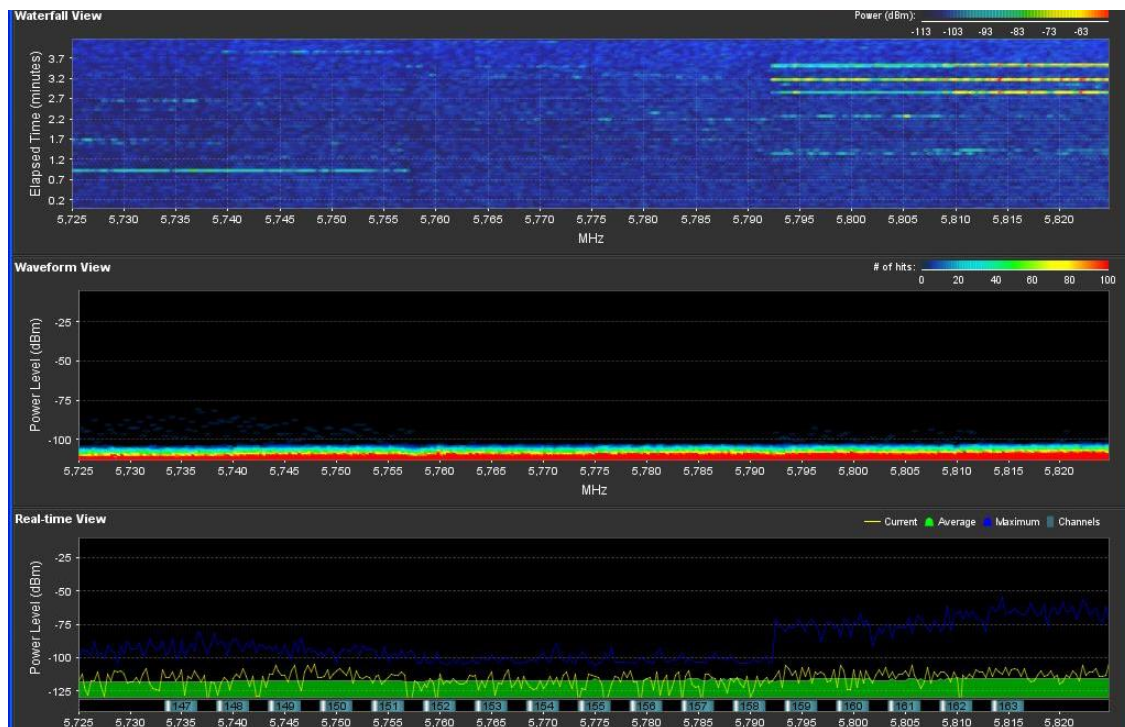 Waterfall View
Power (dBm):
-113 -103 -93 -83 -73 -63
Elapsed Time (minutes)
3.7
3.2
2.7
2.2
1.7
1.2
0.7
0.2
5,725 5,730 5,735 5,740 5,745 5,750 5,755 5,760 5,765 5,770 5,775 5,780 5,785 5,790 5,795 5,800 5,805 5,810 5,815 5,820
MHz
Waveform View
# of hits:
0 20 40 60 80 100
Power Level (dBm)
-25
-50
-75
-100
5,725 5,730 5,735 5,740 5,745 5,750 5,755 5,760 5,765 5,770 5,775 5,780 5,785 5,790 5,795 5,800 5,805 5,810 5,815 5,820
MHz
Real-time View
Current Average Maximum Channels
Power Level (dBm)
-25
-50
-75
-100
-125
147 148 149 150 151 152 153 154 155 156 157 158 159 160 161 162 163
5,725 5,730 5,735 5,740 5,745 5,750 5,755 5,760 5,765 5,770 5,775 5,780 5,785 5,790 5,795 5,800 5,805 5,810 5,815 5,820